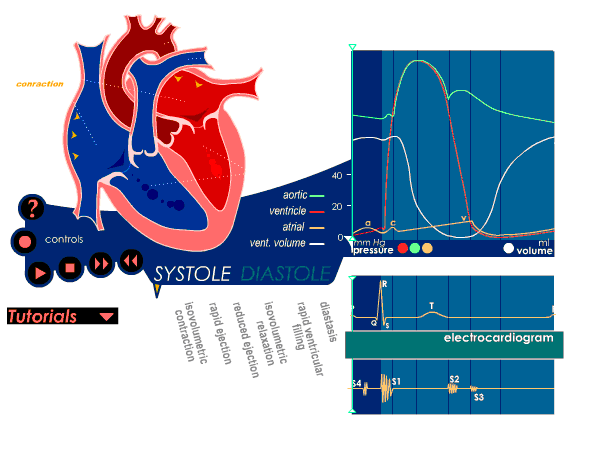 conraction
?
controls
Tutorials
SYSTOLE DIASTOLE
isovolumetric
contraction
rapid ejection
reduced ejection
isovolumetric
relaxation
rapid ventricular
filling
diastasis
aortic
ventricle
atrial
vent. volume
40
20
0
a
c
v
mm Hg
ml
pressure
volume
R
T
Q
S
electrocardiogram
S4
S1
S2
S3